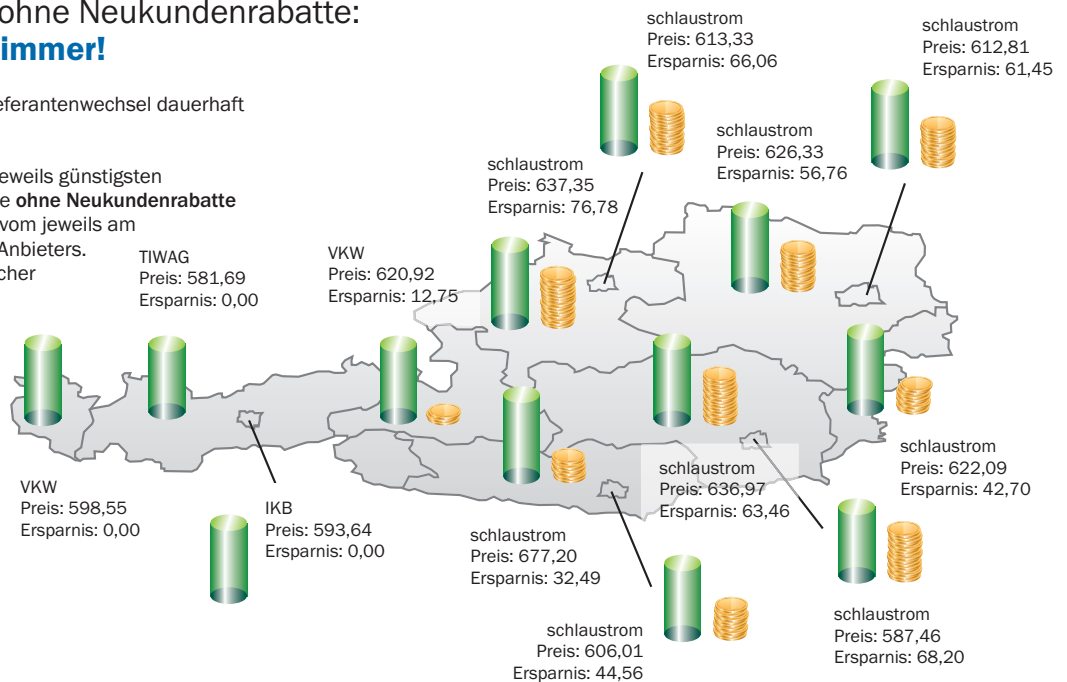 ohne Neukundenrabatte:
immer!
eferantenwechsel dauerhaft
eweils günstigsten
e ohne Neukundenrabatte
vom jeweils am
Anbieters.
cher
schlaustrom
Preis: 613,33
Ersparnis: 66,06
schlaustrom
Preis: 612,81
Ersparnis: 61,45
schlaustrom
Preis: 626,33
Ersparnis: 56,76
schlaustrom
Preis: 637,35
Ersparnis: 76,78
TIWAG
Preis: 581,69
Ersparnis: 0,00
VKW
Preis: 620,92
Ersparnis: 12,75
VKW
Preis: 598,55
Ersparnis: 0,00
IKB
Preis: 593,64
Ersparnis: 0,00
schlaustrom
Preis: 677,20
Ersparnis: 32,49
schlaustrom
Preis: 636,97
Ersparnis: 63,46
schlaustrom
Preis: 622,09
Ersparnis: 42,70
schlaustrom
Preis: 606,01
Ersparnis: 44,56
schlaustrom
Preis: 587,46
Ersparnis: 68,20